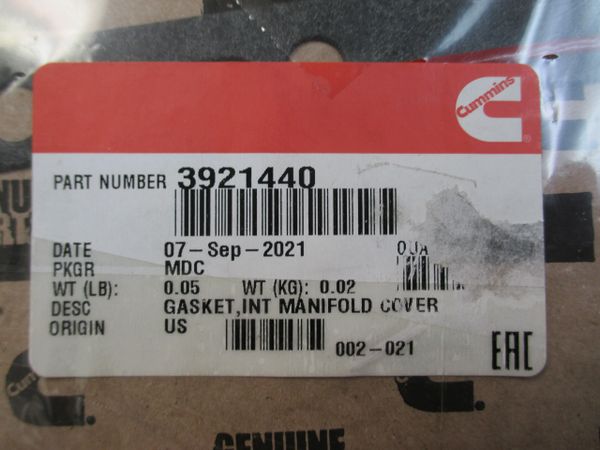 Cummins
®
PART NUMBER 3921440
DATE 07-Sep-2021
PKGR MDC
WT (LB): 0.05 WT (KG): 0.02
DESC GASKET,INT MANIFOLD COVER
ORIGIN US
002-021
EAC
Cummins
GENUINE